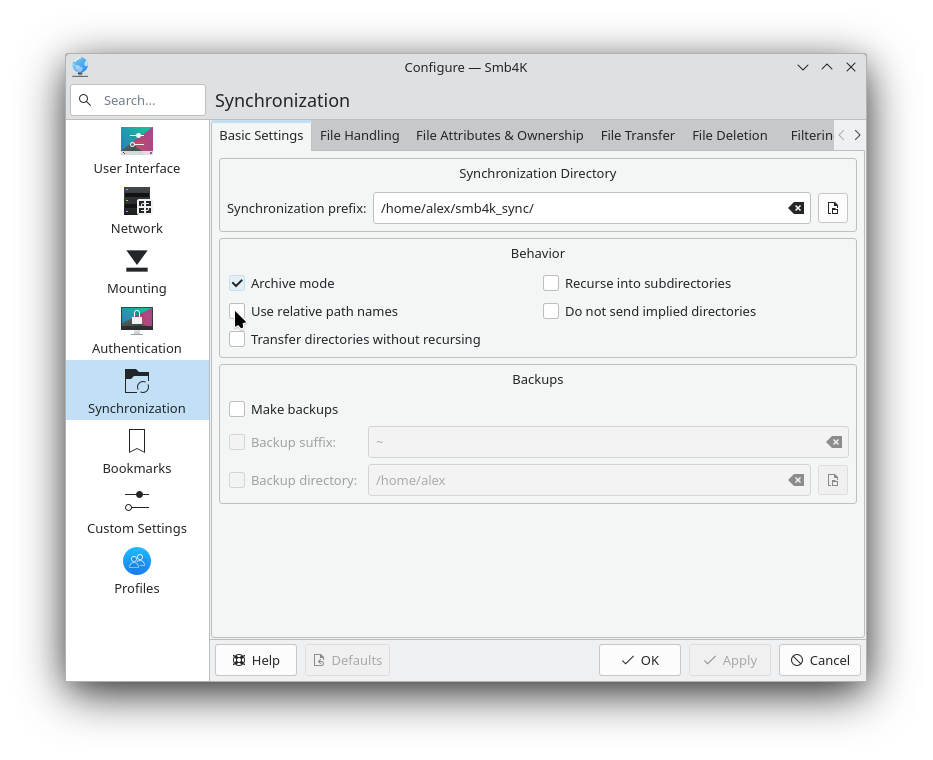 Configure — Smb4K
Search...
Synchronization
User Interface
Network
Mounting
Authentication
Synchronization
Bookmarks
Custom Settings
Profiles
Basic Settings File Handling File Attributes & Ownership File Transfer File Deletion
Synchronization Directory
Synchronization prefix: /home/alex/smb4k_sync/
Behavior
Archive mode Recurse into subdirectories
Use relative path names Do not send implied directories
Transfer directories without recursing
Backups
Make backups
Backup suffix: ~
Backup directory: /home/alex
Help Defaults OK Apply Cancel